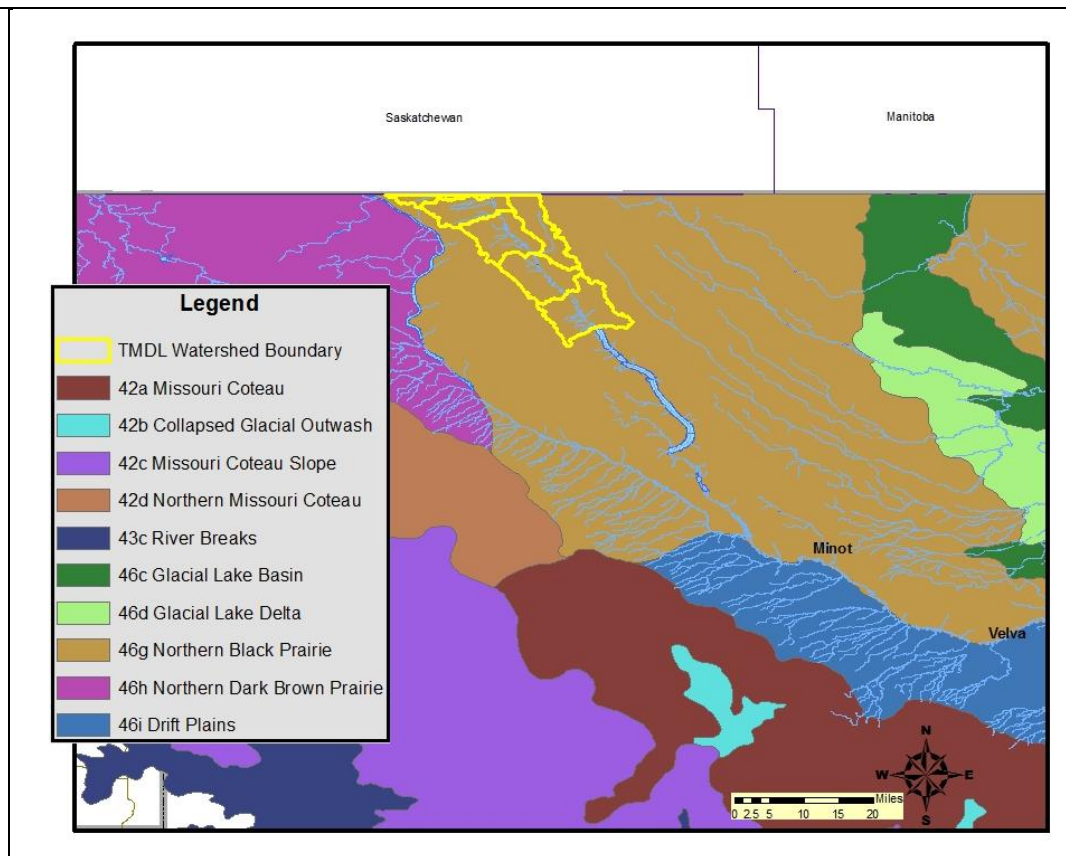 Saskatchewan
Manitoba
Legend
TMDL Watershed Boundary
42a Missouri Coteau
42b Collapsed Glacial Outwash
42c Missouri Coteau Slope
42d Northern Missouri Coteau
43c River Breaks
46c Glacial Lake Basin
46d Glacial Lake Delta
46g Northern Black Prairie
46h Northern Dark Brown Prairie
46i Drift Plains
Minot
Velva
N
W E
S
Miles
0 2.5 5 10 15 20